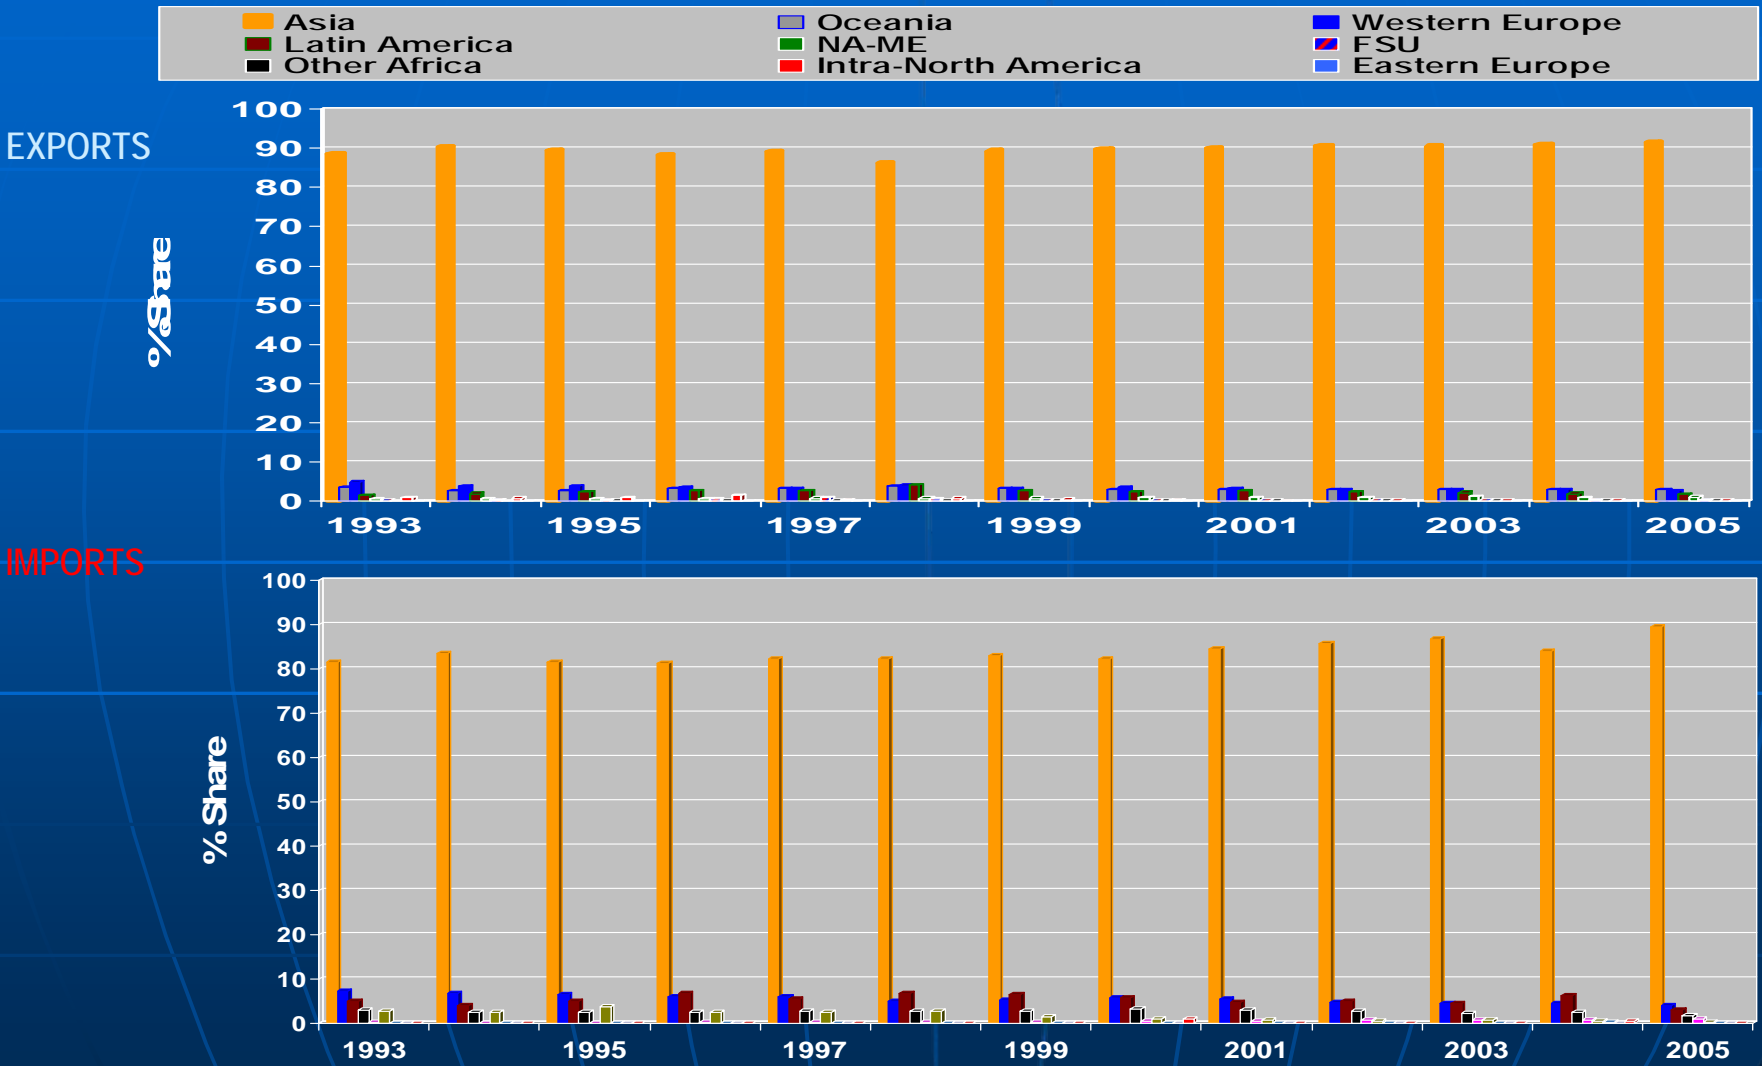 Asia Oceania Western Europe
Latin America NA-ME FSU
Other Africa Intra-North America Eastern Europe
EXPORTS
% Share
100
90
80
70
60
50
40
30
20
10
0
1993 1995 1997 1999 2001 2003 2005
IMPORTS
% Share
100
90
80
70
60
50
40
30
20
10
0
1993 1995 1997 1999 2001 2003 2005